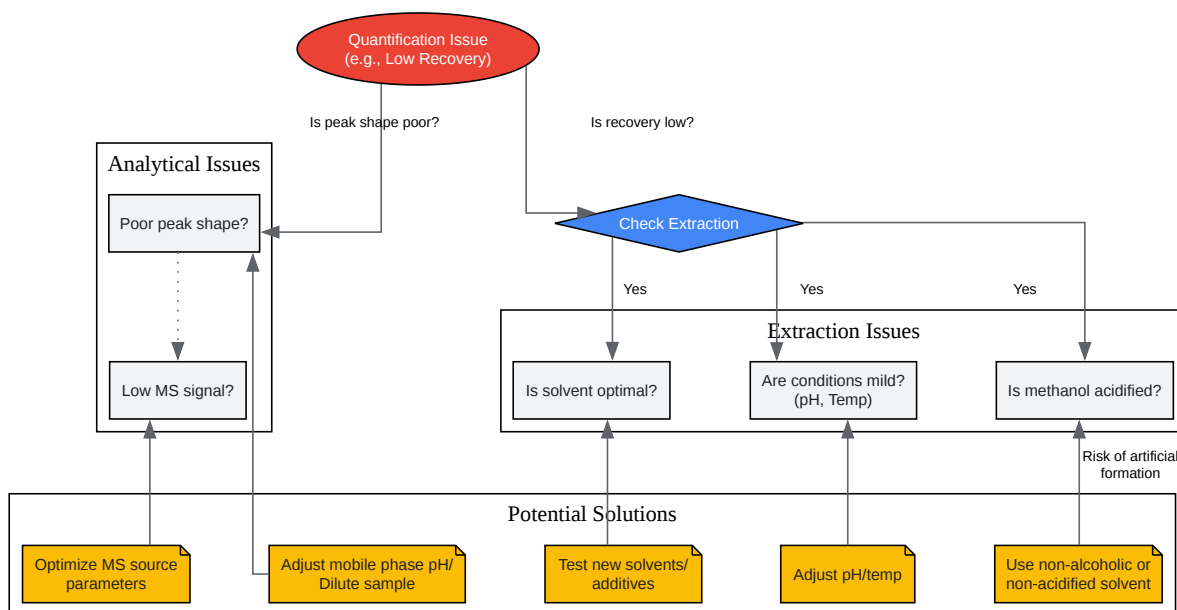 Quantification Issue
(e.g., Low Recovery)
Is peak shape poor?
Is recovery low?
Analytical Issues
Poor peak shape?
Check Extraction
Yes
Yes
Yes
Extraction Issues
Low MS signal?
Is solvent optimal?
Are conditions mild?
(pH, Temp)
Is methanol acidified?
Risk of artificial
formation
Potential Solutions
Optimize MS source
parameters
Adjust mobile phase pH/
Dilute sample
Test new solvents/
additives
Adjust pH/temp
Use non-alcoholic or
non-acidified solvent